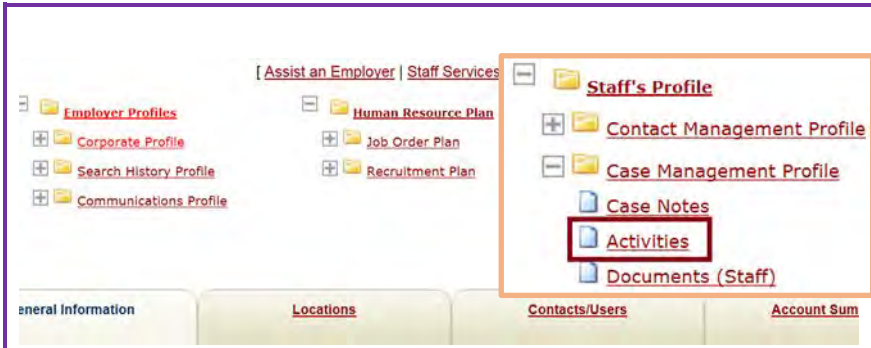 [ Assist an Employer | Staff Services
Employer Profiles
Corporate Profile
Search History Profile
Communications Profile
Human Resource Plan
Job Order Plan
Recruitment Plan
Staff's Profile
Contact Management Profile
Case Management Profile
Case Notes
Activities
Documents (Staff)
eneral Information
Locations
Contacts/Users
Account Sum